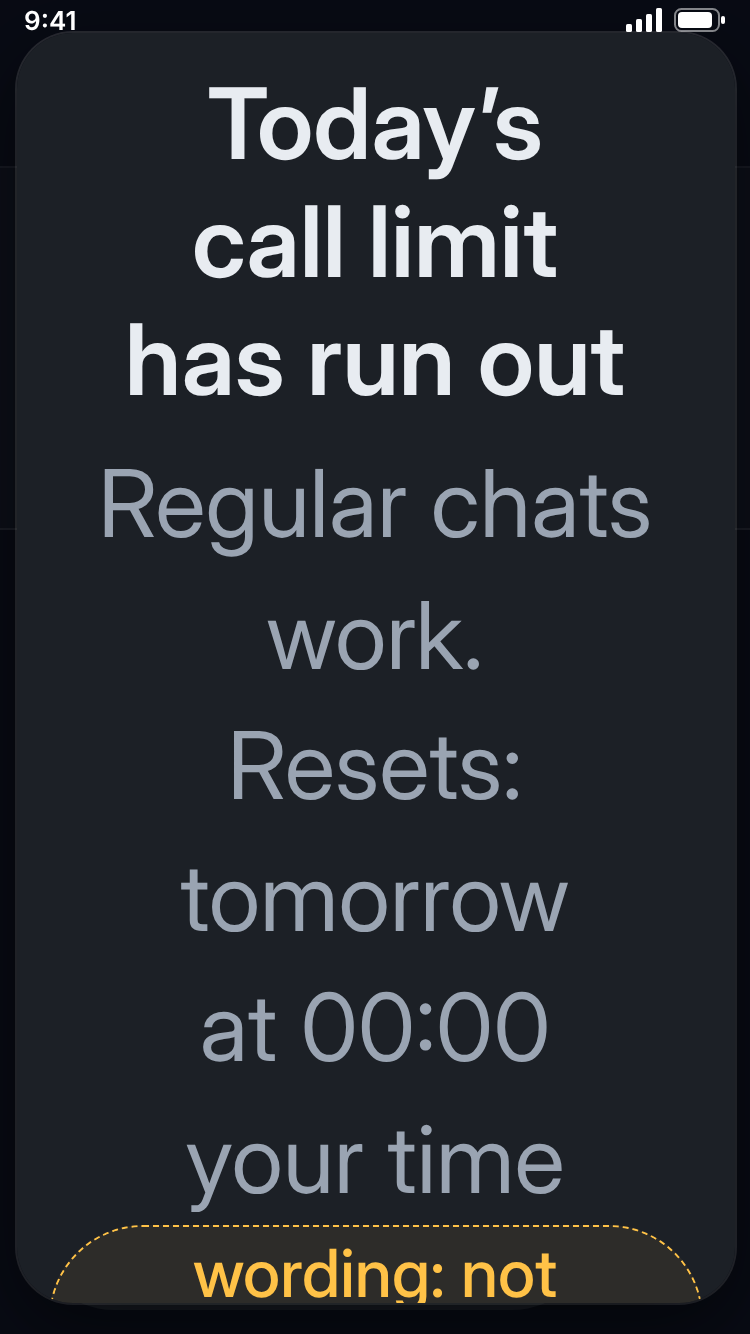 9:41
Today’s
call limit
has run out
Regular chats
work.
Resets:
tomorrow
at 00:00
your time
wording: not